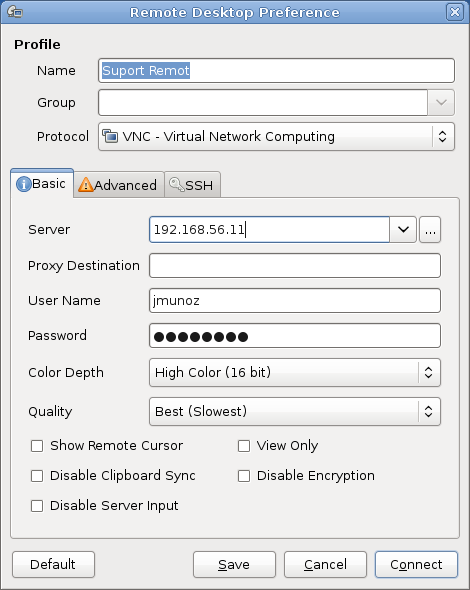 Remote Desktop Preference
Profile
Name Suport Remot
Group
Protocol VNC - Virtual Network Computing
Basic Advanced SSH
Server 192.168.56.11 ...
Proxy Destination
User Name jmunoz
Password ●●●●●●●●
Color Depth High Color (16 bit)
Quality Best (Slowest)
Show Remote Cursor View Only
Disable Clipboard Sync Disable Encryption
Disable Server Input
Default Save Cancel Connect